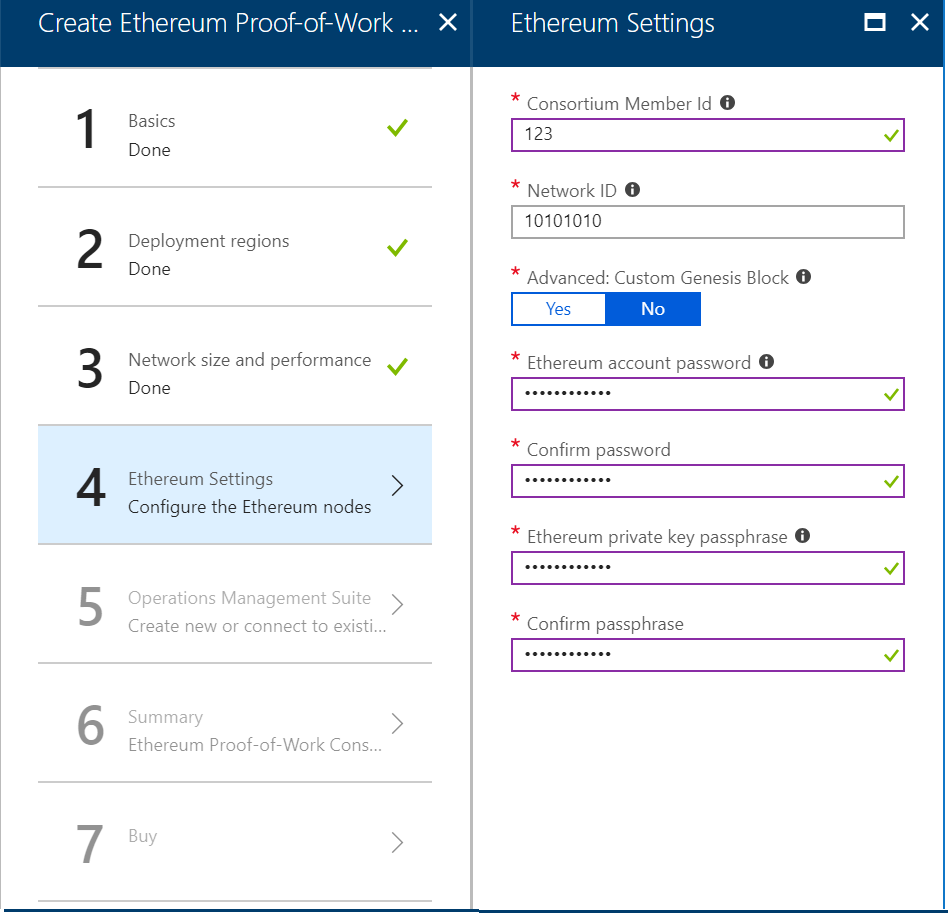 Create Ethereum Proof-of-Work ...
1
Basics
Done
2
Deployment regions
Done
3
Network size and performance
Done
4
Ethereum Settings
Configure the Ethereum nodes
5
Operations Management Suite
Create new or connect to existi...
6
Summary
Ethereum Proof-of-Work Cons...
7
Buy
Ethereum Settings
* Consortium Member Id
123
* Network ID
10101010
* Advanced: Custom Genesis Block
Yes No
* Ethereum account password
••••••••••••
* Confirm password
••••••••••••
* Ethereum private key passphrase
••••••••••••
* Confirm passphrase
••••••••••••